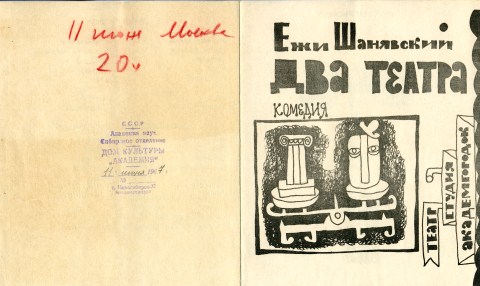 11 июня Москва
20ч
СССР
Академия наук
Сибирское отделение
ДОМ КУЛЬТУРЫ
„АКАДЕМИЯ"
11 июня 1967.
Ежи Шанявский
ДВА ТЕАТРА
КОМЕДИЯ
ТЕАТР
СТУДИЯ
АКАДЕМГОРОДОК